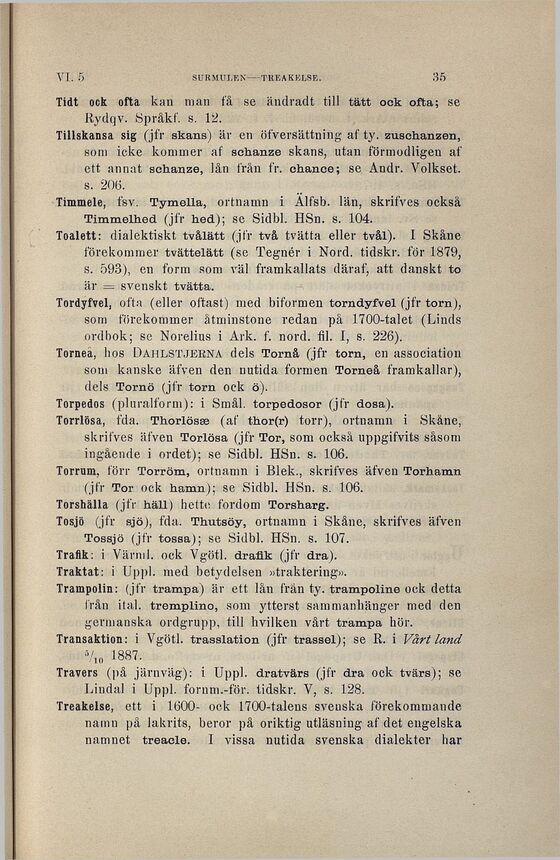 VI. 5 SURMULEN—TREAKELSE. 35
Tidt ock ofta kan man få se ändradt till tätt ock ofta; se
Rydqv. Språkf. s. 12.
Tillskansa sig (jfr skans) är en öfversättning af ty. zuschanzen,
som icke kommer af schanze skans, utan förmodligen af
ett annat schanze, lån från fr. chance; se Andr. Volkset.
s. 206.
Timmele, fsv. Tymella, ortnamn i Älfsb. län, skrifves också
Timmelhed (jfr hed); se Sidbl. HSn. s. 104.
Toalett: dialektiskt tvålätt (jfr två tvätta eller tvål). I Skåne
förekommer tvättelätt (se Tegnér i Nord. tidskr. för 1879,
s. 593), en form som väl framkallats däraf, att danskt to
är = svenskt tvätta.
Tordyfvel, ofta (eller oftast) med biformen torndyfvel (jfr torn),
som förekommer åtminstone redan på 1700-talet (Linds
ordbok; se Norelius i Ark. f. nord. fil. I, s. 226).
Torneå, hos DAHLSTJERNA dels Tornå (jfr torn, en association
som kanske äfven den nutida formen Torneå framkallar),
dels Tornö (jfr torn ock ö).
Torpedos (pluralform): i Smål. torpedosor (jfr dosa).
Torrlösa, fda. Thorlösæ (af thor(r) torr), ortnamn i Skåne,
skrifves äfven Torlösa (jfr Tor, som också uppgifvits såsom
ingående i ordet); se Sidbl. HSn. s. 106.
Torrum, förr Torröm, ortnamn i Blek., skrifves äfven Torhamn
(jfr Tor ock hamn); se Sidbl. HSn. s. 106.
Torshälla (jfr häll) hette fordom Torsharg.
Tosjö (jfr sjö), fda. Thutsöy, ortnamn i Skåne, skrifves äfven
Tossjö (jfr tossa); se Sidbl. HSn. s. 107.
Trafik: i Värml. ock Vgötl. drafik (jfr dra).
Traktat: i Uppl. med betydelsen »traktering».
Trampolin: (jfr trampa) är ett lån från ty. trampoline ock detta
från ital. tremplino, som ytterst sammanhänger med den
germanska ordgrupp, till hvilken vårt trampa hör.
Transaktion: i Vgötl. trasslation (jfr trassel); se R. i Vårt land
5/10 1887.
Travers (på järnväg): i Uppl. dratvärs (jfr dra ock tvärs); se
Lindal i Uppl. fornm.-för. tidskr. V, s. 128.
Treakelse, ett i 1600- ock 1700-talens svenska förekommande
namn på lakrits, beror på oriktig utläsning af det engelska
namnet treacle. I vissa nutida svenska dialekter har